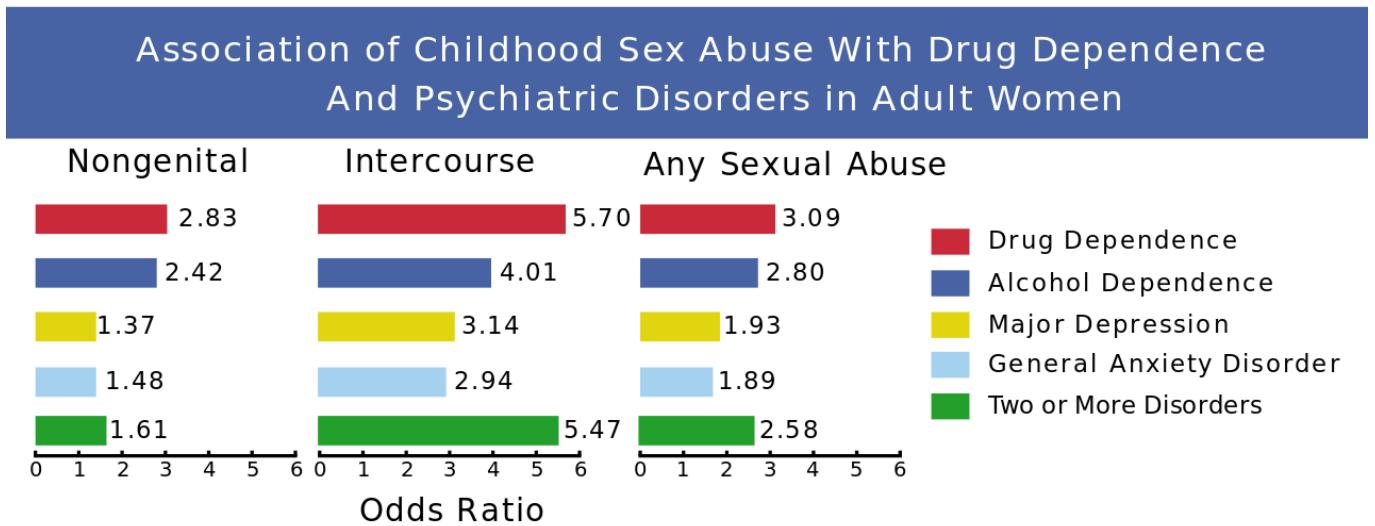 Association of Childhood Sex Abuse With Drug Dependence
And Psychiatric Disorders in Adult Women
Nongenital
Intercourse
Any Sexual Abuse
2.83
5.70
3.09
2.42
4.01
2.80
1.37
3.14
1.93
1.48
2.94
1.89
1.61
5.47
2.58
Drug Dependence
Alcohol Dependence
Major Depression
General Anxiety Disorder
Two or More Disorders
0 1 2 3 4 5 6
0 1 2 3 4 5 6
0 1 2 3 4 5 6
Odds Ratio